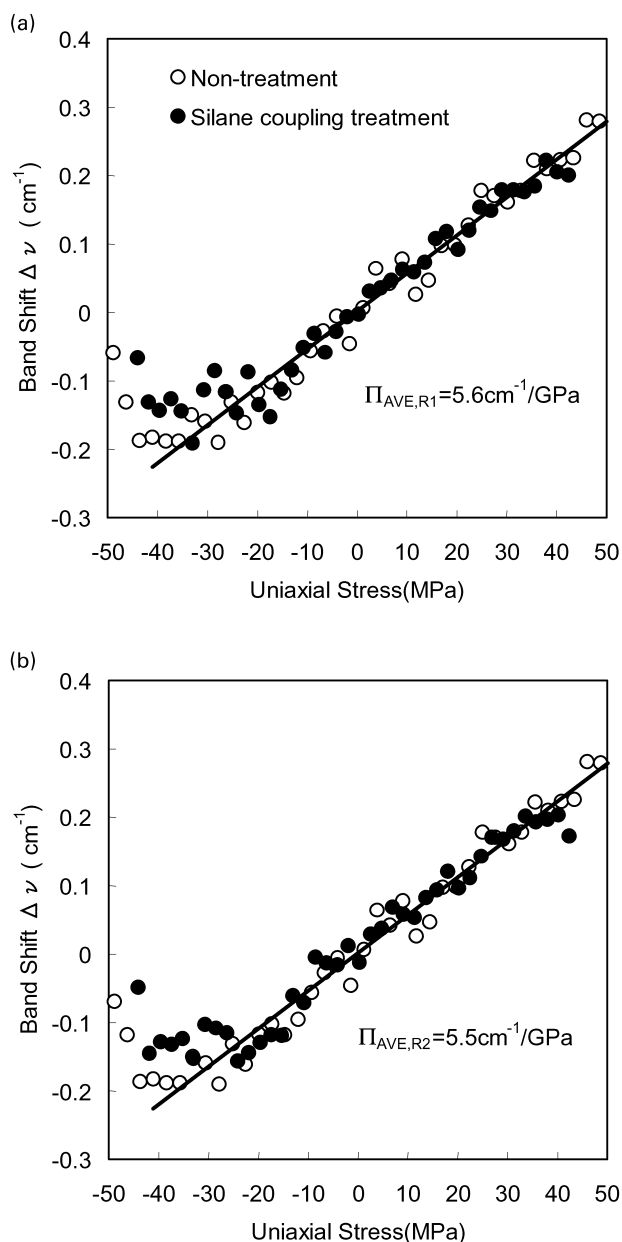 (a)
0.4
0.3
0.2
0.1
0
-0.1
-0.2
-0.3
Band Shift Δ ν ( cm⁻¹)
Non-treatment
Silane coupling treatment
Π_AVE,R1=5.6cm⁻¹/GPa
-50 -40 -30 -20 -10 0 10 20 30 40 50
Uniaxial Stress(MPa)
(b)
0.4
0.3
0.2
0.1
0
-0.1
-0.2
-0.3
Band Shift Δ ν ( cm⁻¹)
Π_AVE,R2=5.5cm⁻¹/GPa
-50 -40 -30 -20 -10 0 10 20 30 40 50
Uniaxial Stress(MPa)